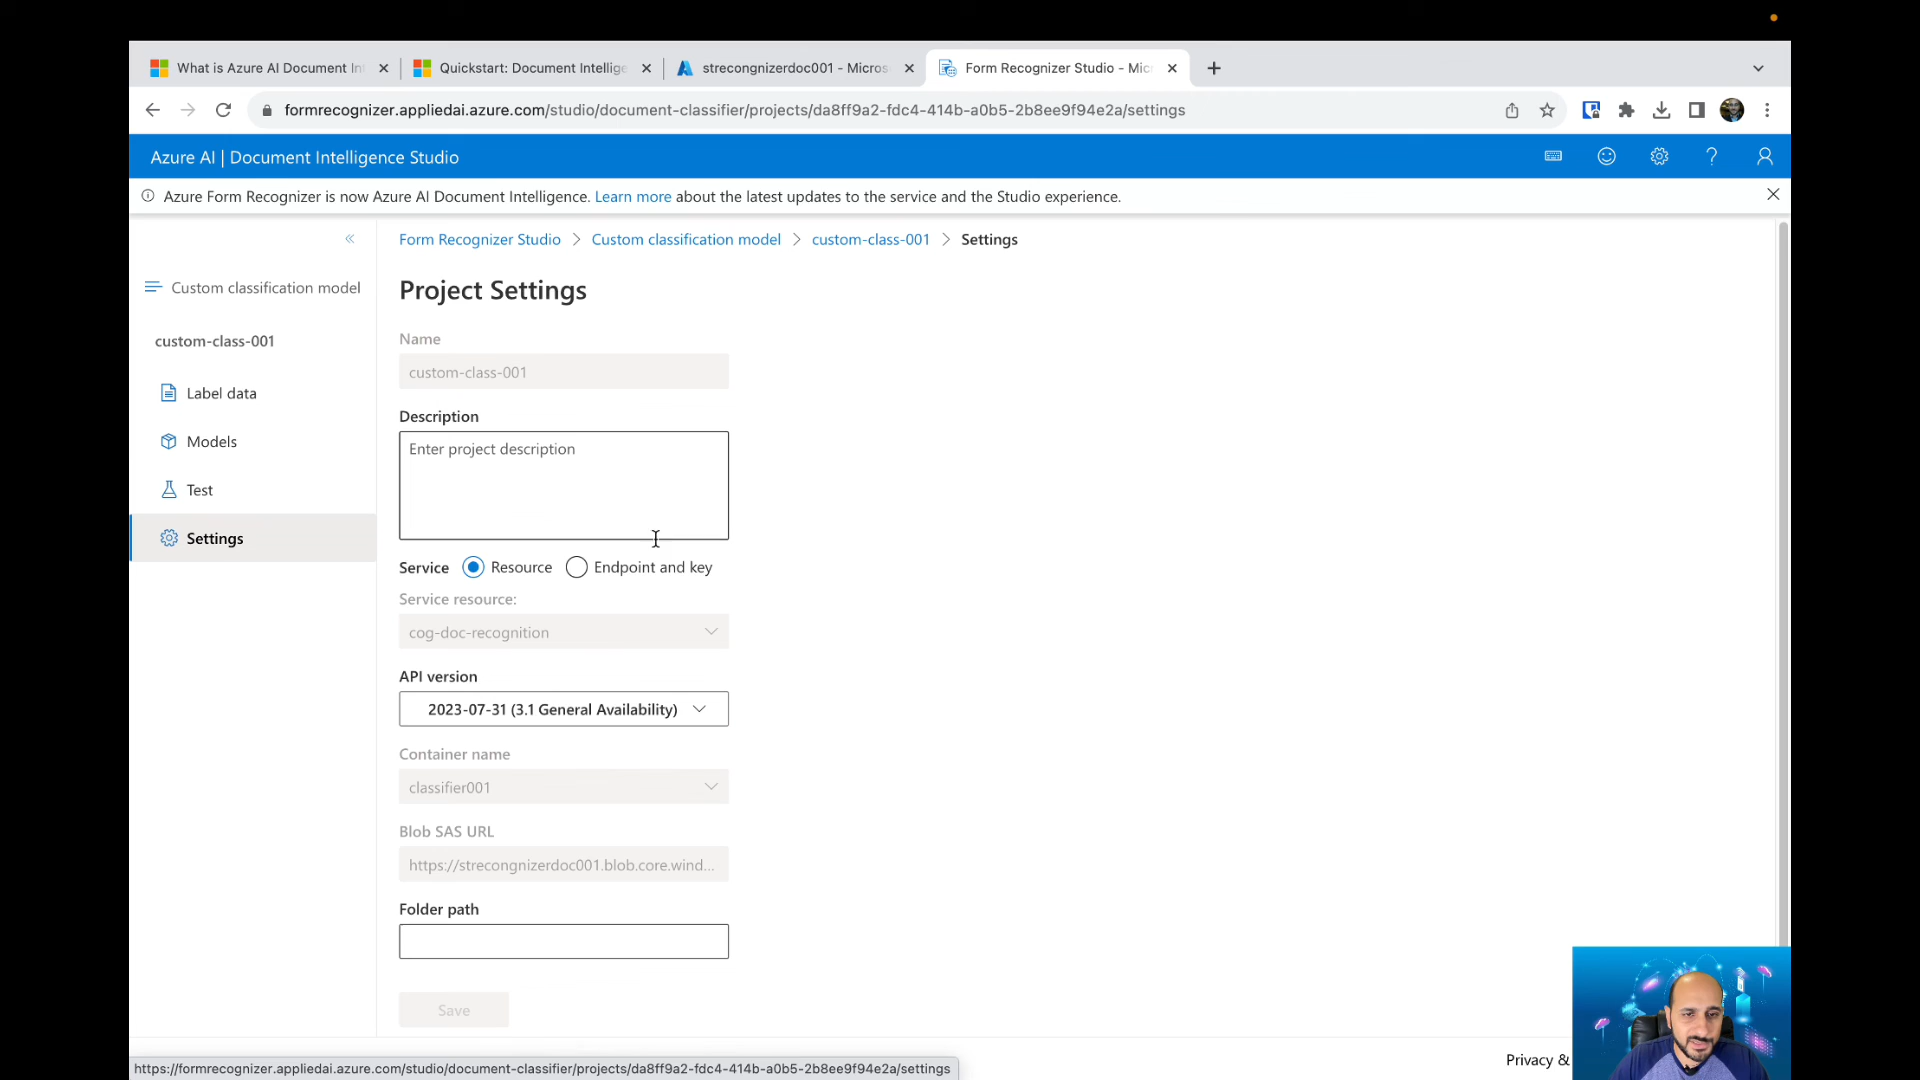 What is Azure AI Document In
Quickstart: Document Intellige
strecongnizerdoc001 - Micros
Form Recognizer Studio - Mic
formrecognizer.appliedai.azure.com/studio/document-classifier/projects/da8ff9a2-fdc4-414b-a0b5-2b8ee9f94e2a/settings
Azure AI | Document Intelligence Studio
Azure Form Recognizer is now Azure AI Document Intelligence. Learn more about the latest updates to the service and the Studio experience.
Form Recognizer Studio > Custom classification model > custom-class-001 > Settings
Custom classification model
custom-class-001
Label data
Models
Test
Settings
Project Settings
Name
custom-class-001
Description
Enter project description
Service Resource Endpoint and key
Service resource:
cog-doc-recognition
API version
2023-07-31 (3.1 General Availability)
Container name
classifier001
Blob SAS URL
https://strecongnizerdoc001.blob.core.wind...
Folder path
Save
Privacy &
https://formrecognizer.appliedai.azure.com/studio/document-classifier/projects/da8ff9a2-fdc4-414b-a0b5-2b8ee9f94e2a/settings